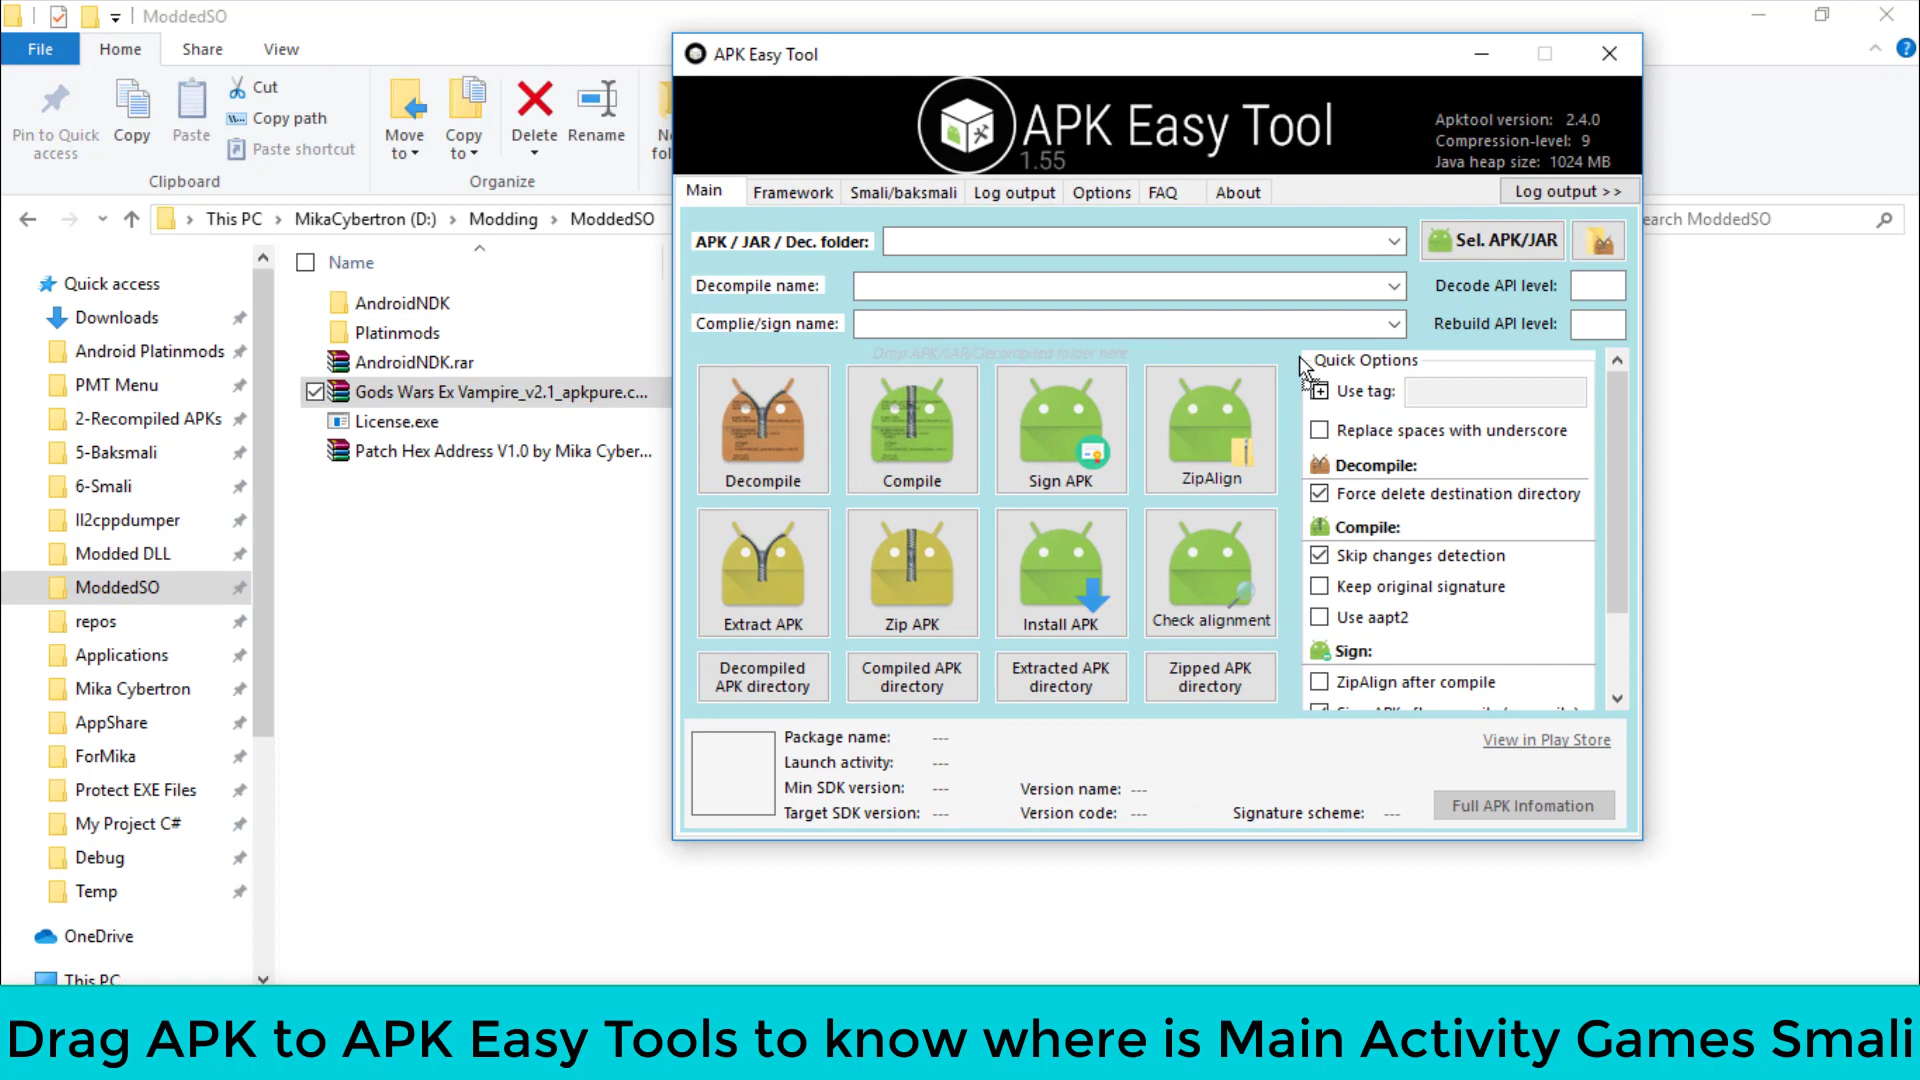 ModdedSO
File
Home
Share
View
Pin to Quick access
Copy
Paste
Cut
Copy path
Paste shortcut
Clipboard
Move to
Copy to
Delete
Rename
Organize
This PC
MikaCybertron (D:)
Modding
ModdedSO
earch ModdedSO
Quick access
Downloads
Android Platinmods
PMT Menu
2-Recompiled APKs
5-Baksmali
6-Smali
Il2cppdumper
Modded DLL
ModdedSO
repos
Applications
Mika Cybertron
AppShare
ForMika
Protect EXE Files
My Project C#
Debug
Temp
OneDrive
This PC
Name
AndroidNDK
Platinmods
AndroidNDK.rar
Gods Wars Ex Vampire_v2.1_apkpure.c...
License.exe
Patch Hex Address V1.0 by Mika Cyber...
APK Easy Tool
APK Easy Tool
1.55
Apktool version: 2.4.0
Compression-level: 9
Java heap size: 1024 MB
Main
Framework
Smali/baksmali
Log output
Options
FAQ
About
Log output >>
APK / JAR / Dec. folder:
Sel. APK/JAR
Decompile name:
Decode API level:
Complie/sign name:
Rebuild API level:
Drop APK/JAR/Decompiled folder here
Decompile
Compile
Sign APK
ZipAlign
Extract APK
Zip APK
Install APK
Check alignment
Decompiled APK directory
Compiled APK directory
Extracted APK directory
Zipped APK directory
Quick Options
Use tag:
Replace spaces with underscore
Decompile:
Force delete destination directory
Compile:
Skip changes detection
Keep original signature
Use aapt2
Sign:
ZipAlign after compile
Package name: ---
Launch activity: ---
Min SDK version: ---
Target SDK version: ---
Version name: ---
Version code: ---
Signature scheme: ---
View in Play Store
Full APK Infomation
Drag APK to APK Easy Tools to know where is Main Activity Games Smali